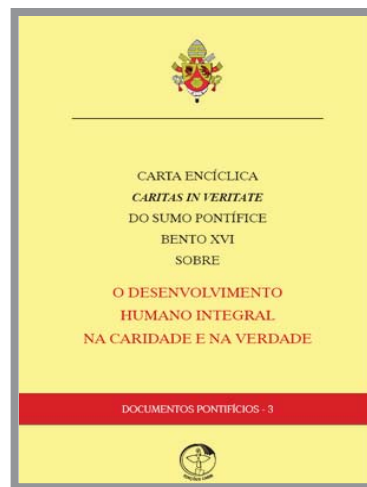 CARTA ENCÍCLICA
CARITAS IN VERITATE
DO SUMO PONTÍFICE
BENTO XVI
SOBRE
O DESENVOLVIMENTO
HUMANO INTEGRAL
NA CARIDADE E NA VERDADE
DOCUMENTOS PONTIFÍCIOS - 3